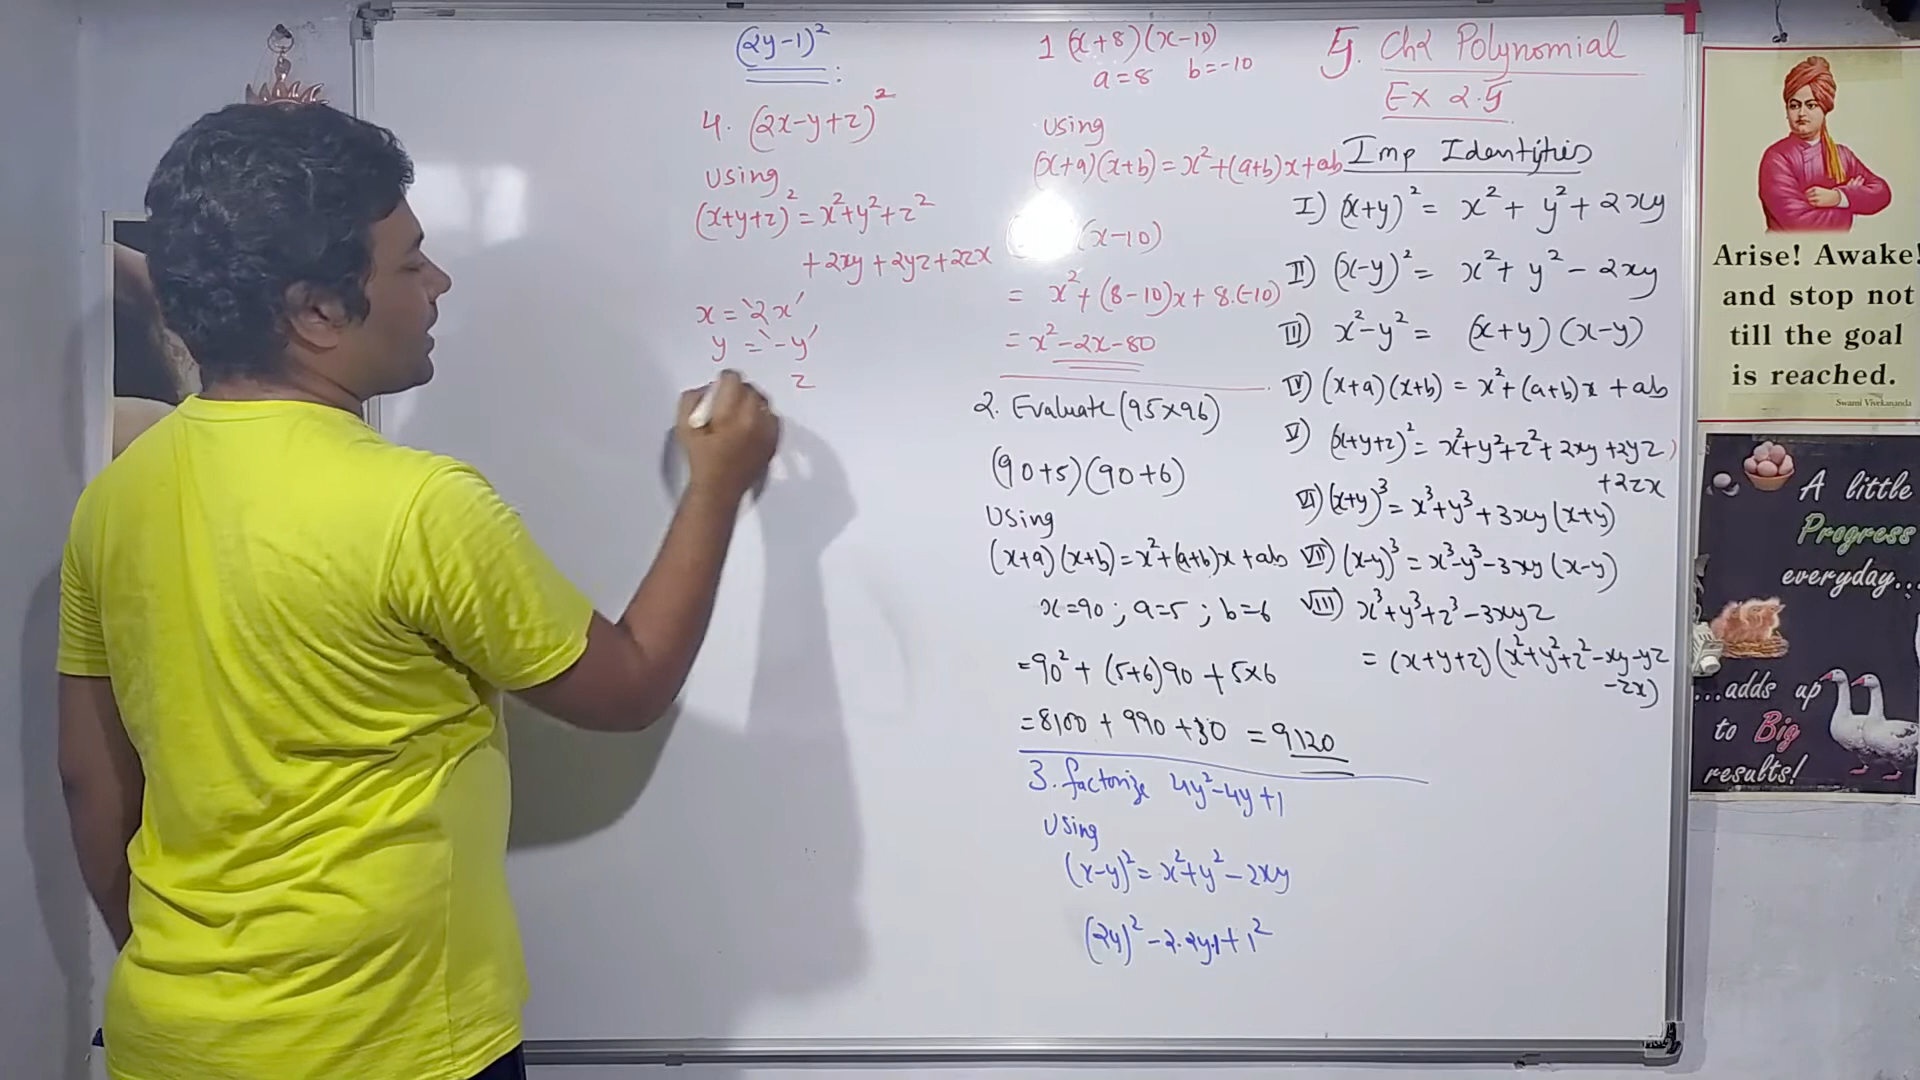 (2y-1)² :
4. (2x-y+z)²
Using
(x+y+z)² = x²+y²+z²
+2xy+2yz+2zx
x = '2x'
y = '-y'
z
1 (x+8)(x-10)
a=8 b=-10
Using
(x+a)(x+b)=x²+(a+b)x+ab
(x-10)
= x²+(8-10)x+8.(-10)
= x²-2x-80
2. Evaluate (95×96)
(90+5)(90+6)
Using
(x+a)(x+b)=x²+(a+b)x+ab
x=90 ; a=5 ; b=6
=90²+(5+6)90+5×6
=8100+990+30 =9120
3. factorize 4y²-4y+1
Using
(x-y)²=x²+y²-2xy
(2y)²-2.2y.1+1²
Ch2 Polynomial
Ex 2.5
Imp Identities
I) (x+y)² = x²+y²+2xy
II) (x-y)² = x²+y²-2xy
III) x²-y² = (x+y)(x-y)
IV) (x+a)(x+b) = x²+(a+b)x+ab
V) (x+y+z)² = x²+y²+z²+2xy+2yz
+2zx
VI) (x+y)³ = x³+y³+3xy(x+y)
VII) (x-y)³ = x³-y³-3xy(x-y)
VIII) x³+y³+z³-3xyz
= (x+y+z)(x²+y²+z²-xy-yz
-zx)
Arise! Awake!
and stop not
till the goal
is reached.
Swami Vivekananda
A little
Progress
everyday..
...adds up
to Big
results!